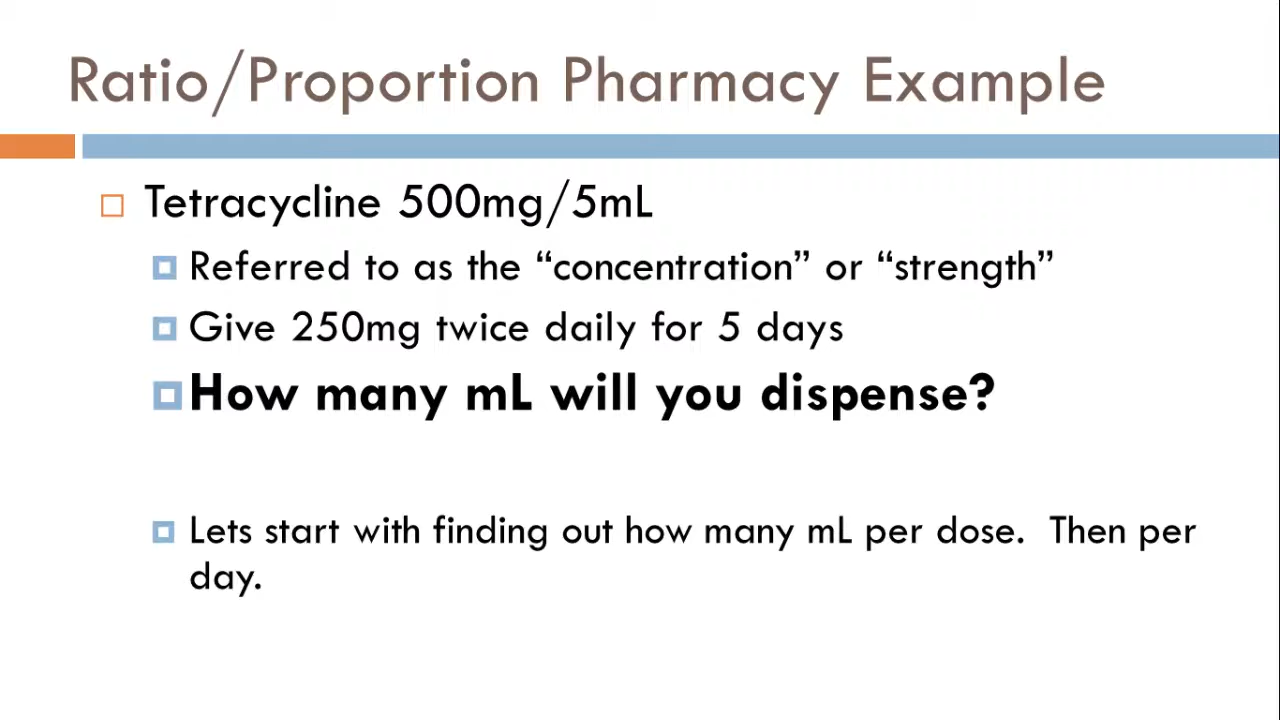 Ratio/Proportion Pharmacy Example
Tetracycline 500mg/5mL
Referred to as the “concentration” or “strength”
Give 250mg twice daily for 5 days
How many mL will you dispense?
Lets start with finding out how many mL per dose.  Then per
day.